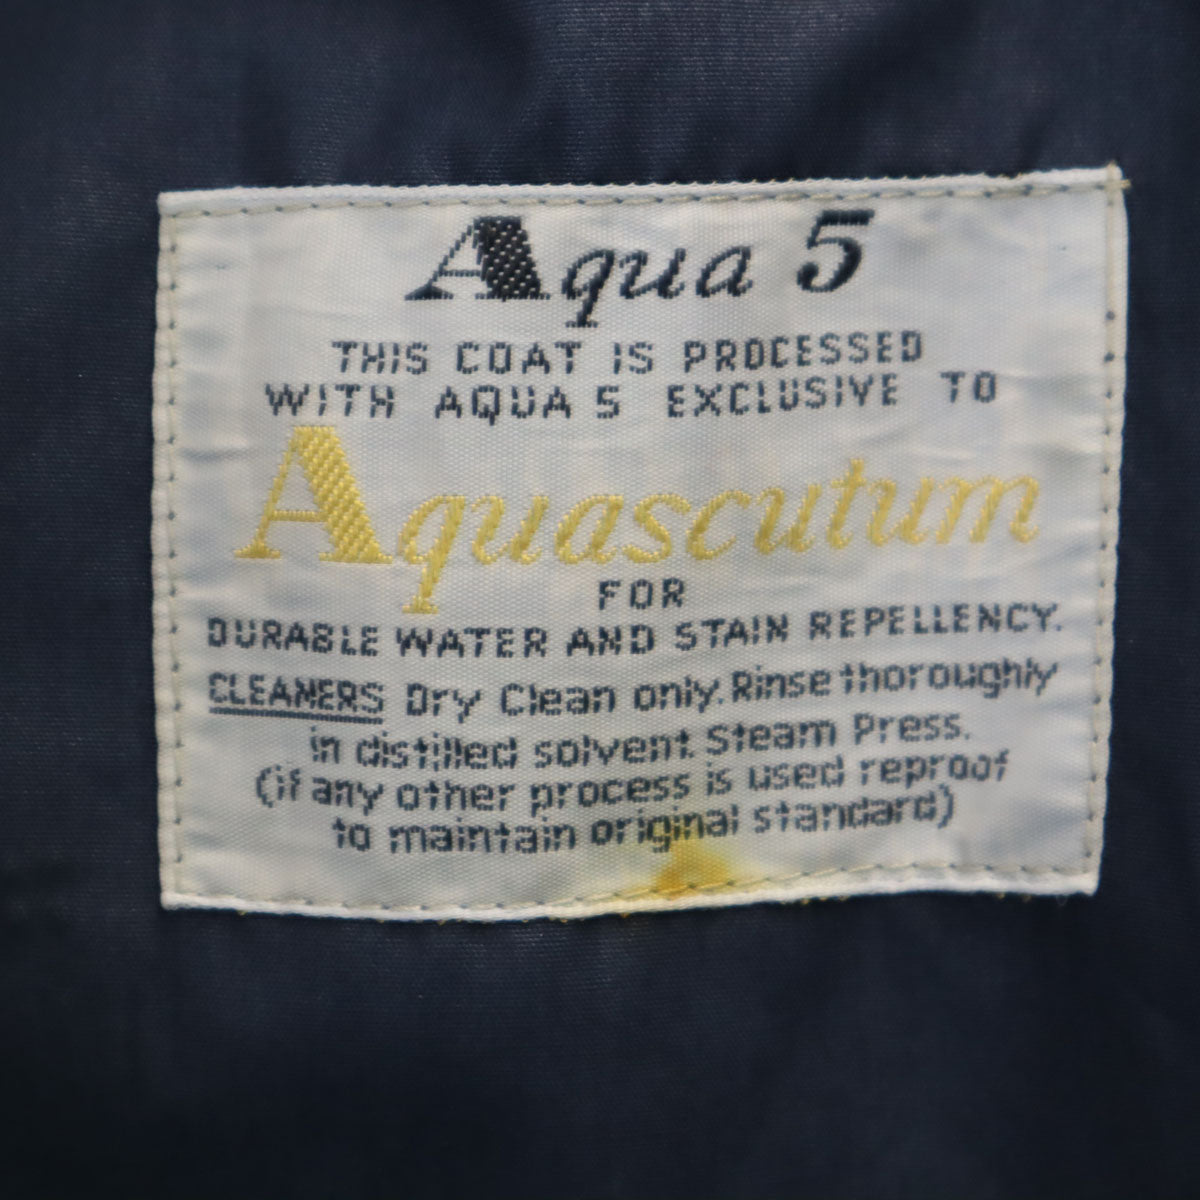 Aqua 5
THIS COAT IS PROCESSED
WITH AQUA 5 EXCLUSIVE TO
Aquascutum
FOR
DURABLE WATER AND STAIN REPELLENCY.
CLEANERS Dry Clean only. Rinse thoroughly
in distilled solvent. Steam Press.
(if any other process is used reproof
to maintain original standard)